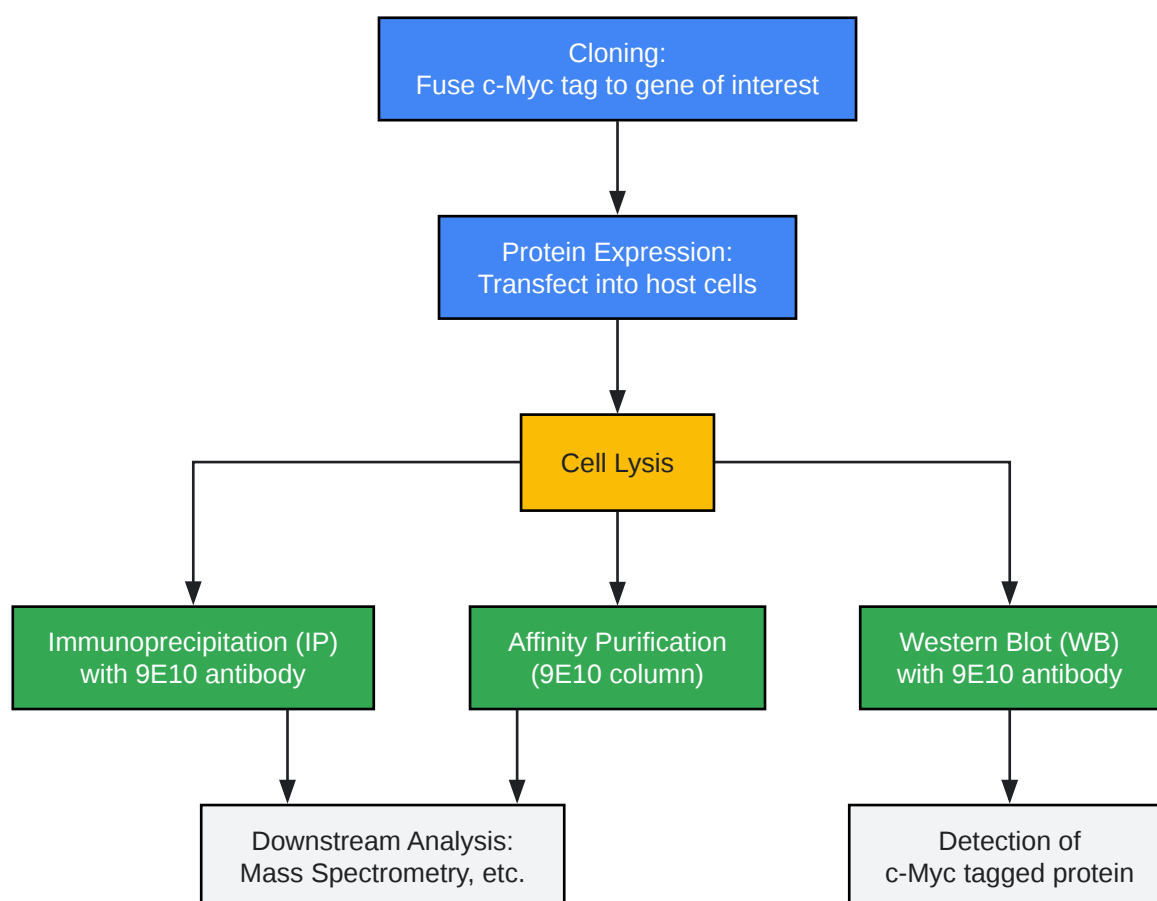 Cloning:
Fuse c-Myc tag to gene of interest
Protein Expression:
Transfect into host cells
Cell Lysis
Immunoprecipitation (IP)
with 9E10 antibody
Affinity Purification
(9E10 column)
Western Blot (WB)
with 9E10 antibody
Downstream Analysis:
Mass Spectrometry, etc.
Detection of
c-Myc tagged protein